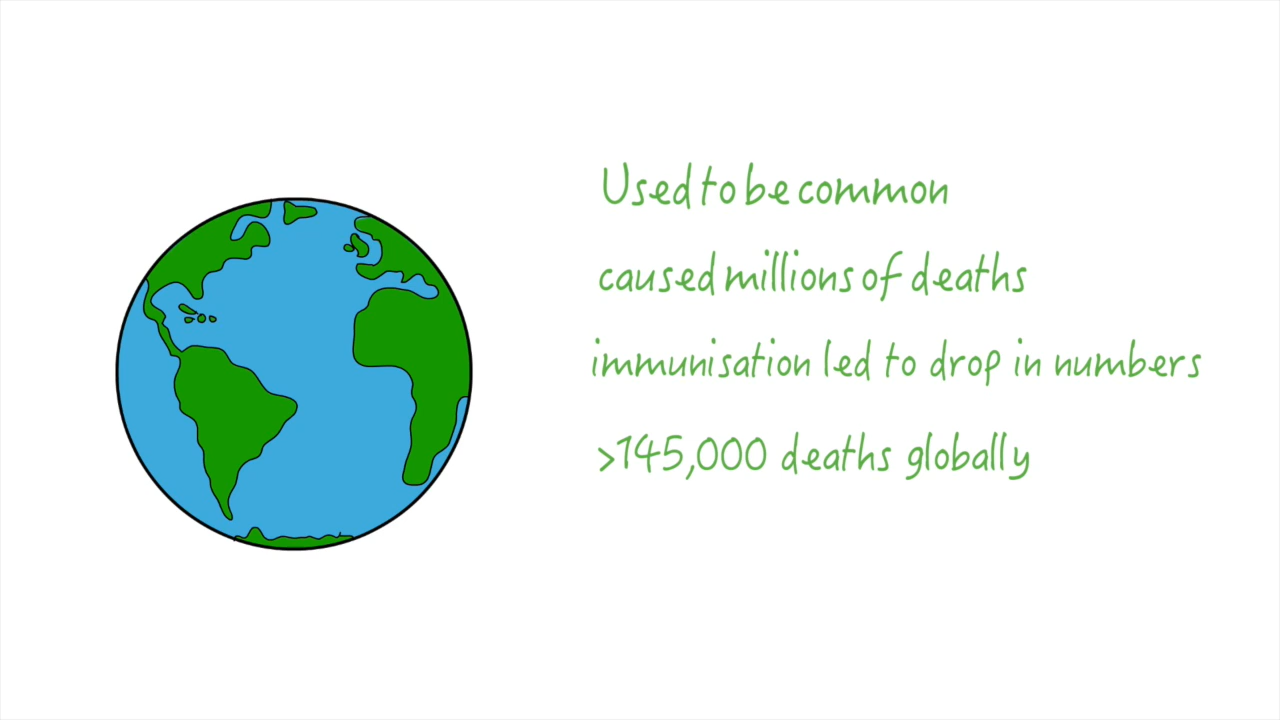 Used to be common
caused millions of deaths
immunisation led to drop in numbers
>145,000 deaths globally